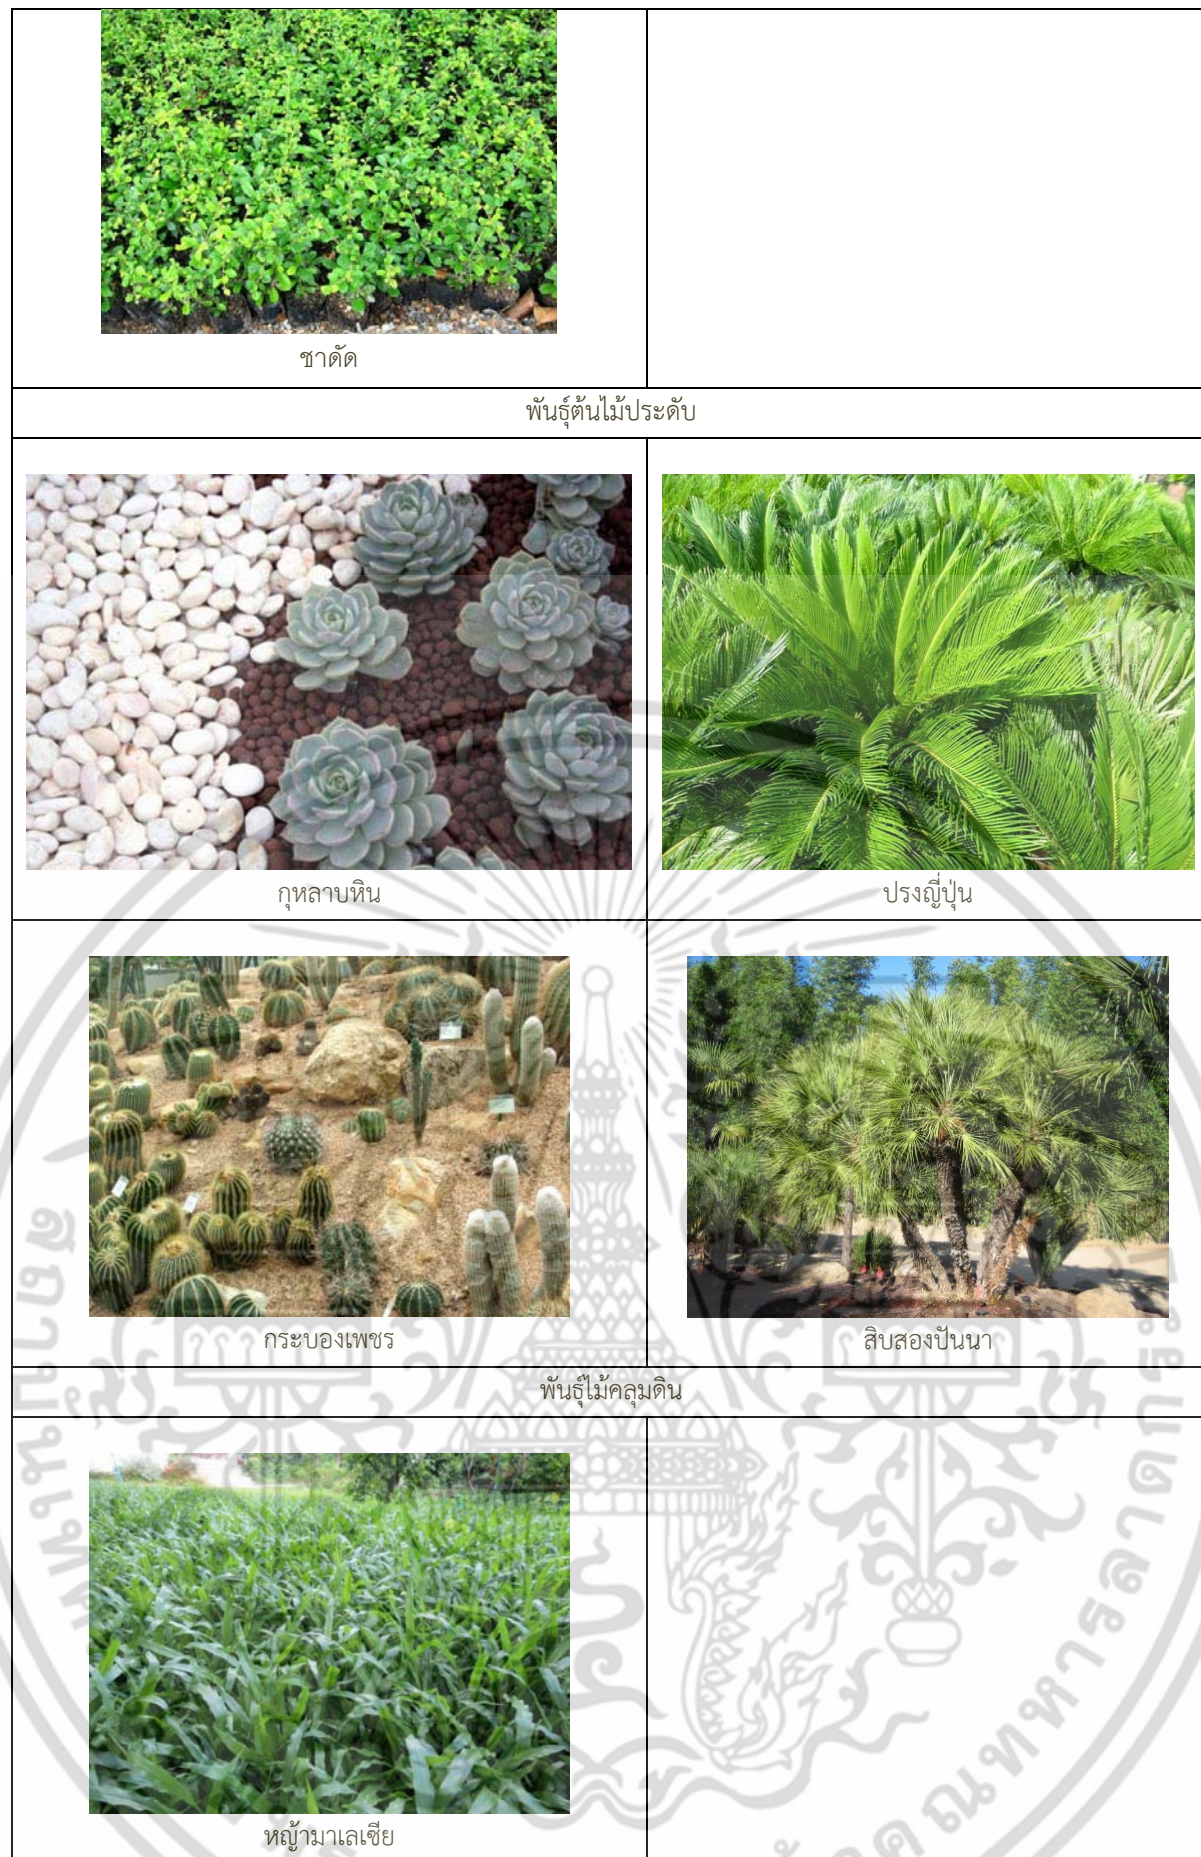 ชาดัด
พันธุ์ต้นไม้ประดับ
กุหลาบหิน
ปรงญี่ปุ่น
กระบองเพชร
สิบสองปันนา
พันธุ์ไม้คลุมดิน
หญ้ามาเลเซีย